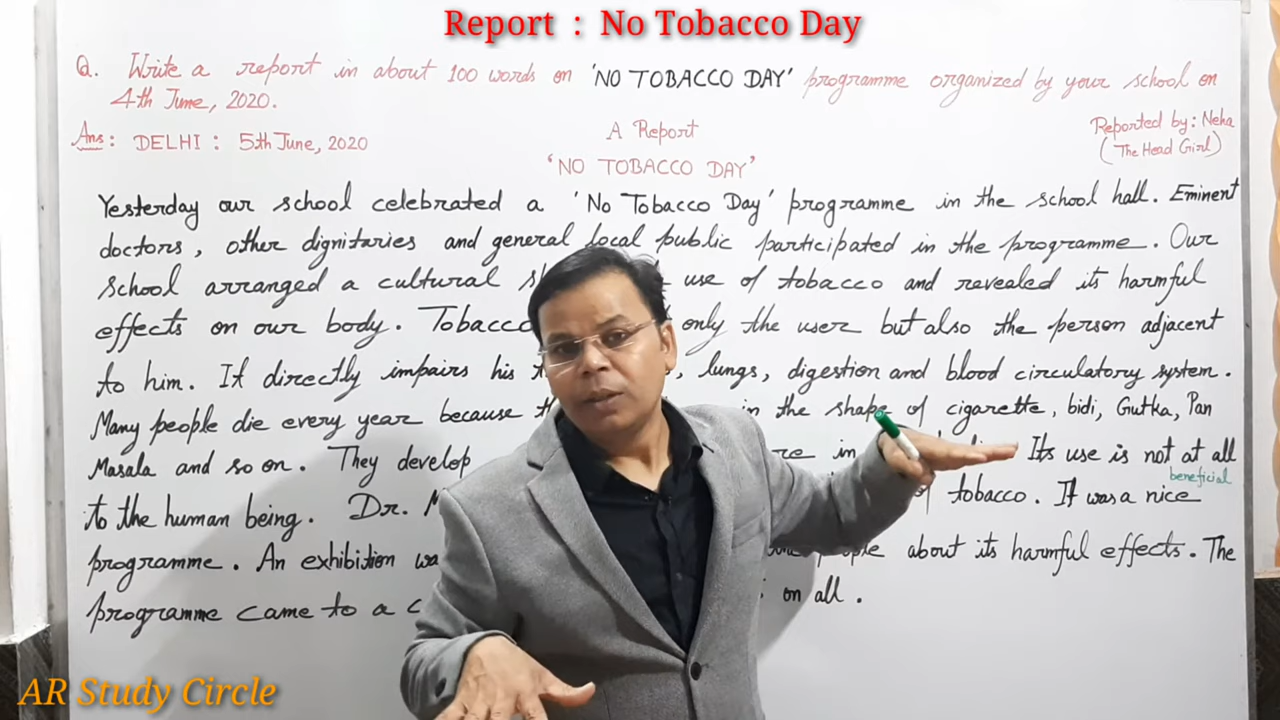 Report : No Tobacco Day
Q. Write a report in about 100 words on 'NO TOBACCO DAY' programme organized by your school on
4th June, 2020.
Ans: DELHI : 5th June, 2020
A Report
Reported by: Neha
(The Head Girl)
'NO TOBACCO DAY'
Yesterday our school celebrated a 'No Tobacco Day' programme in the school hall. Eminent
doctors, other dignitaries and general local public participated in the programme. Our
school arranged a cultural use of tobacco and revealed its harmful
effects on our body. Tobacco only the user but also the person adjacent
to him. It directly impairs his lungs, digestion and blood circulatory system.
Many people die every year because in the shape of cigarette, bidi, Gutka, Pan
Masala and so on. They develop in Its use is not at all
beneficial
to the human being. Dr. tobacco. It was a nice
programme. An exhibition people about its harmful effects. The
programme came to a on all.
AR Study Circle